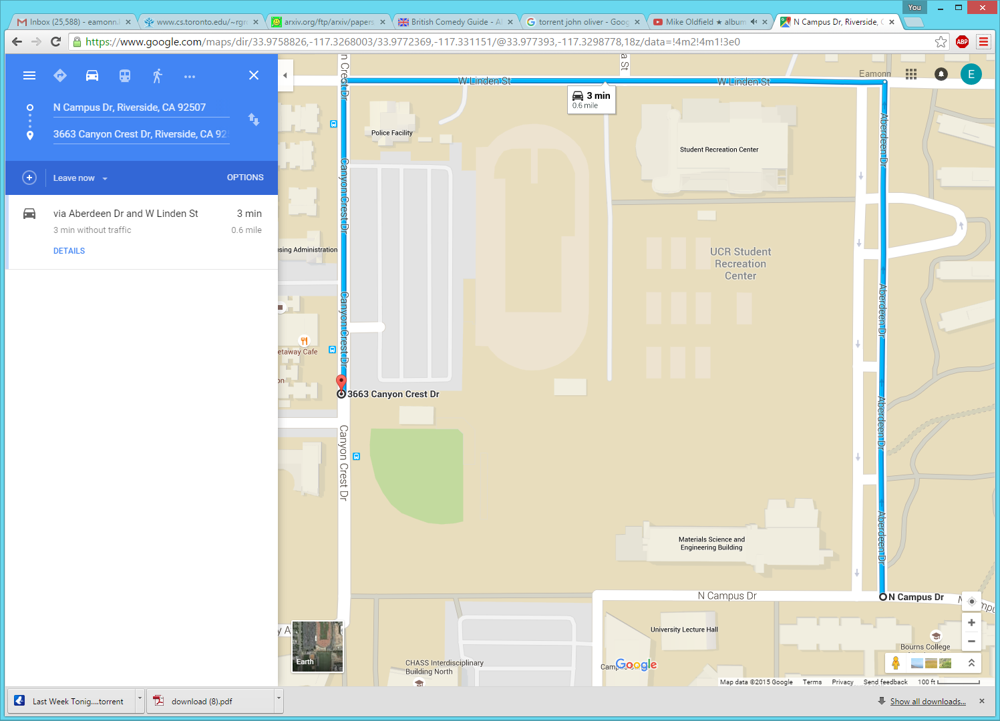 You
Inbox (25,588) - eamonn.
www.cs.toronto.edu/~rgr
arxiv.org/ftp/arxiv/papers
British Comedy Guide - Al
torrent john oliver - Goog
Mike Oldfield ★ album
N Campus Dr, Riverside, C
https://www.google.com/maps/dir/33.9758826,-117.3268003/33.9772369,-117.331151/@33.977393,-117.3298778,18z/data=!4m2!4m1!3e0
ABP
N Campus Dr, Riverside, CA 92507
3663 Canyon Crest Dr, Riverside, CA 925
Leave now
OPTIONS
via Aberdeen Dr and W Linden St
3 min
3 min without traffic
0.6 mile
DETAILS
n Crest Dr
a St
Eamonn
E
W Linden St
W Linden St
3 min
0.6 mile
Police Facility
Student Recreation Center
Aberdeen Dr
Canyon Crest Dr
using Administration
UCR Student
Recreation
Center
Canyon Crest Dr
Aberdeen Dr
etaway Cafe
on
3663 Canyon Crest Dr
Aberdeen Dr
Canyon Crest Dr
Materials Science and
Engineering Building
Aberdeen Dr
N Campus Dr
N Campus Dr
N Campu
y A
University Lecture Hall
Bourns College
Earth
CHASS Interdisciplinary
Building North
Google
Map data ©2015 Google
Terms
Privacy
Send feedback
100 ft
Last Week Tonig....torrent
download (8).pdf
Show all downloads...